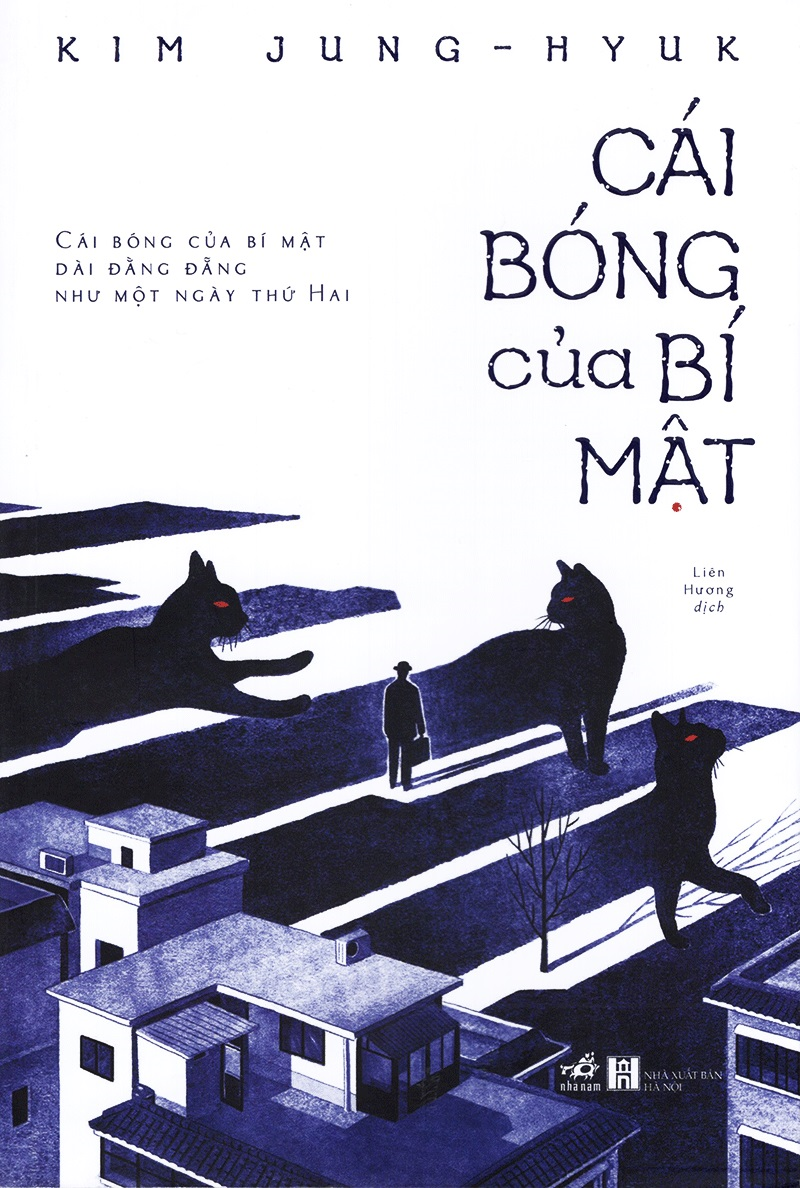 KIM JUNG-HYUK
CÁI
BÓNG
của BÍ
MẬT
CÁI BÓNG CỦA BÍ MẬT
DÀI ĐẰNG ĐẴNG
NHƯ MỘT NGÀY THỨ HAI
Liên
Hương
dịch
nhã nam
NHÀ XUẤT BẢN
HÀ NỘI